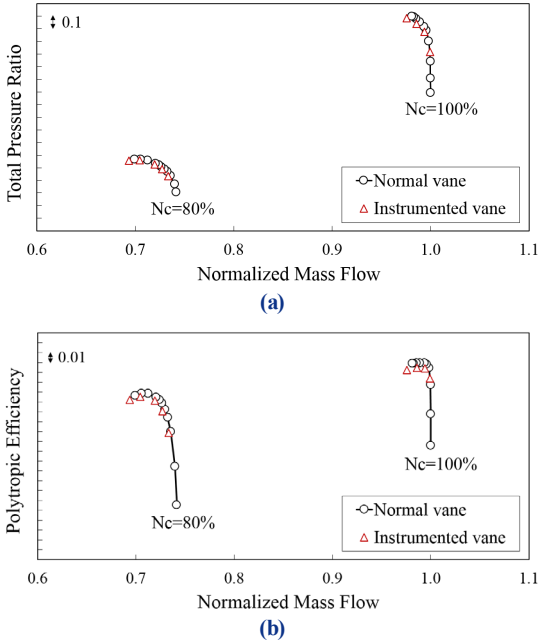 0.1
Total Pressure Ratio
Nc=100%
Nc=80%
Normal vane
Instrumented vane
0.6 0.7 0.8 0.9 1.0 1.1
Normalized Mass Flow
(a)
0.01
Polytropic Efficiency
Nc=100%
Nc=80%
Normal vane
Instrumented vane
0.6 0.7 0.8 0.9 1.0 1.1
Normalized Mass Flow
(b)